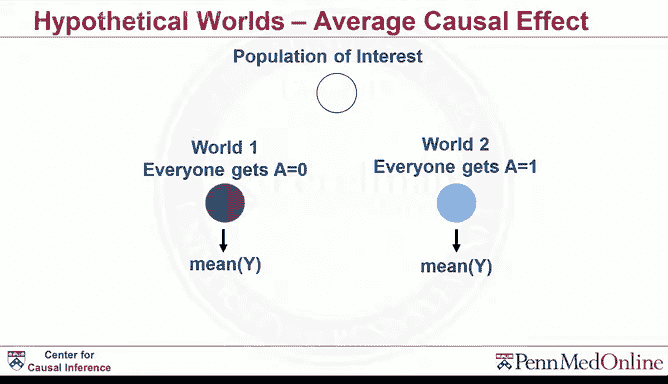 Hypothetical Worlds – Average Causal Effect
Population of Interest
World 1
Everyone gets A=0
World 2
Everyone gets A=1
mean(Y)
mean(Y)
Center for
Causal Inference
PennMedOnline